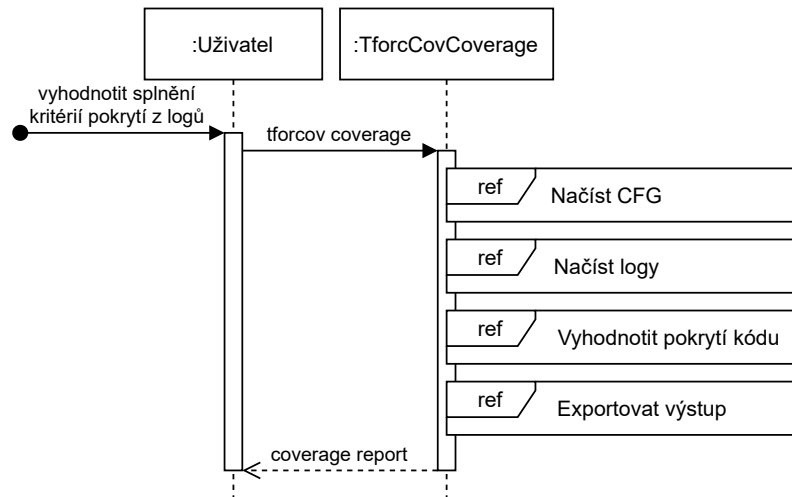 :Uživatel
:TforcCovCoverage
vyhodnotit splnění
kritérií pokrytí z logů
tforcov coverage
ref
Načíst CFG
ref
Načíst logy
ref
Vyhodnotit pokrytí kódu
ref
Exportovat výstup
coverage report